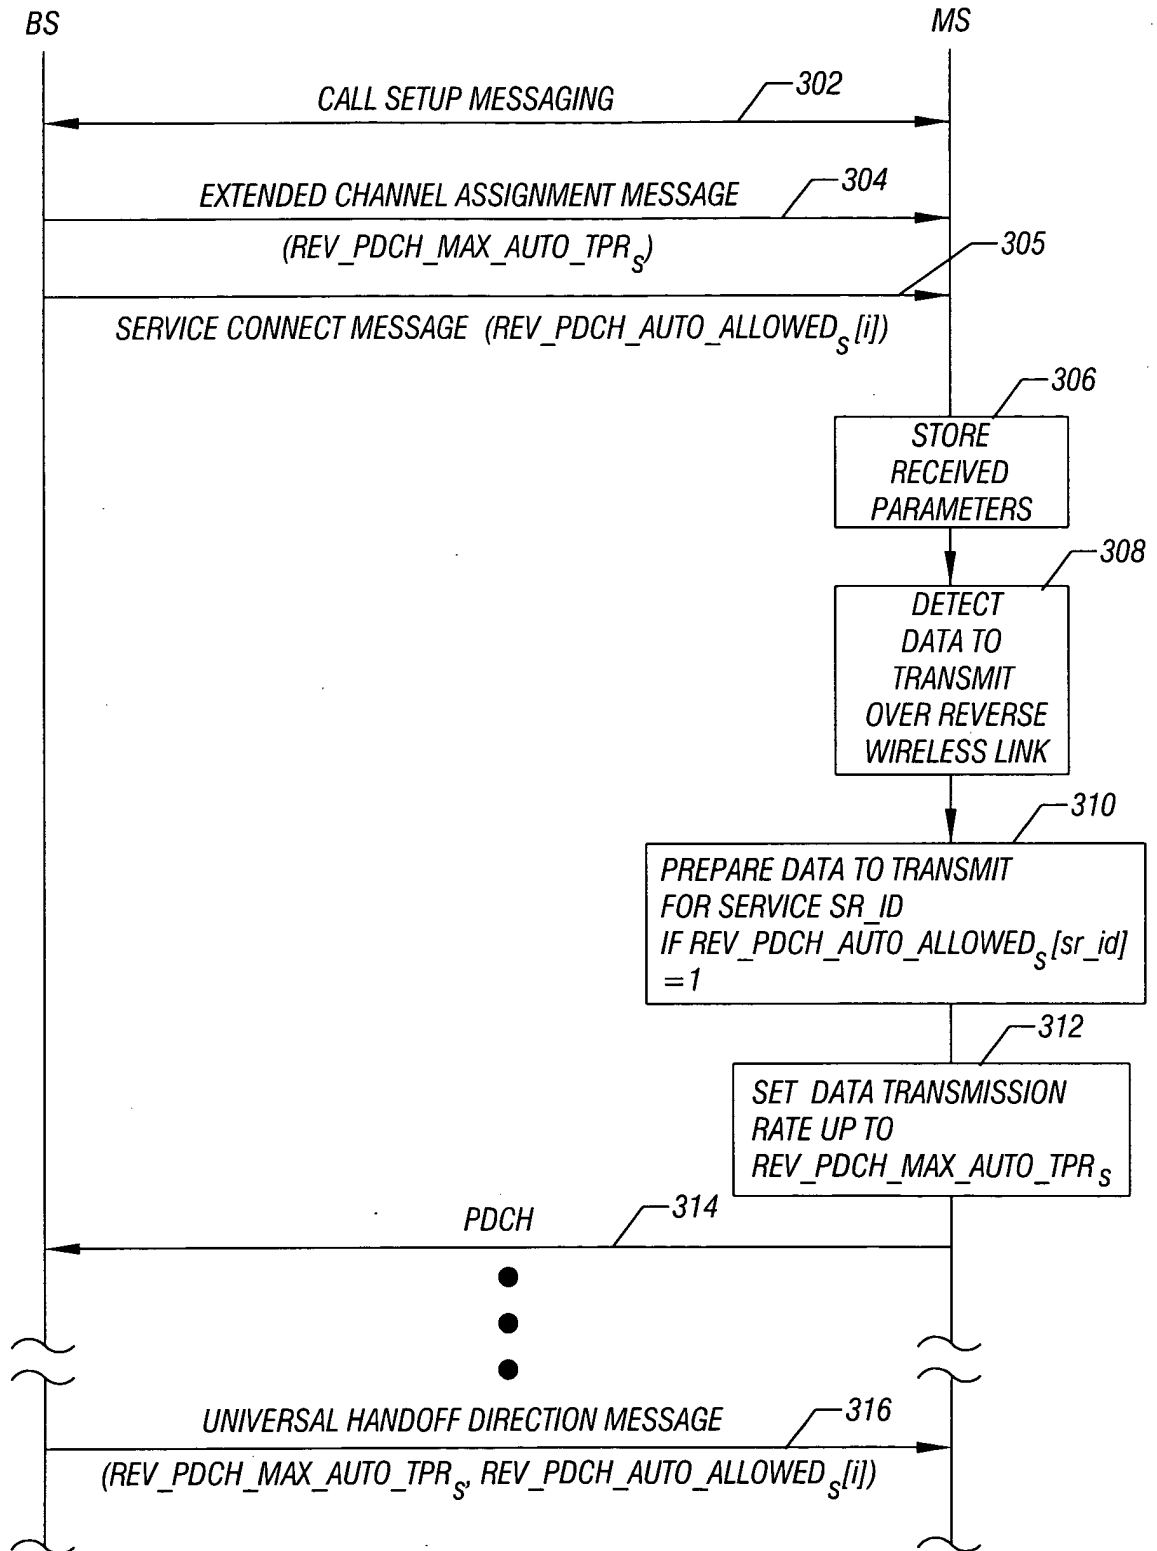 BS
MS
CALL SETUP MESSAGING
302
EXTENDED CHANNEL ASSIGNMENT MESSAGE
304
(REV_PDCH_MAX_AUTO_TPRS)
305
SERVICE CONNECT MESSAGE (REV_PDCH_AUTO_ALLOWEDS[i])
306
STORE
RECEIVED
PARAMETERS
308
DETECT
DATA TO
TRANSMIT
OVER REVERSE
WIRELESS LINK
310
PREPARE DATA TO TRANSMIT
FOR SERVICE SR_ID
IF REV_PDCH_AUTO_ALLOWEDS[sr_id]
=1
312
SET DATA TRANSMISSION
RATE UP TO
REV_PDCH_MAX_AUTO_TPRS
PDCH
314
UNIVERSAL HANDOFF DIRECTION MESSAGE
316
(REV_PDCH_MAX_AUTO_TPRS, REV_PDCH_AUTO_ALLOWEDS[i])